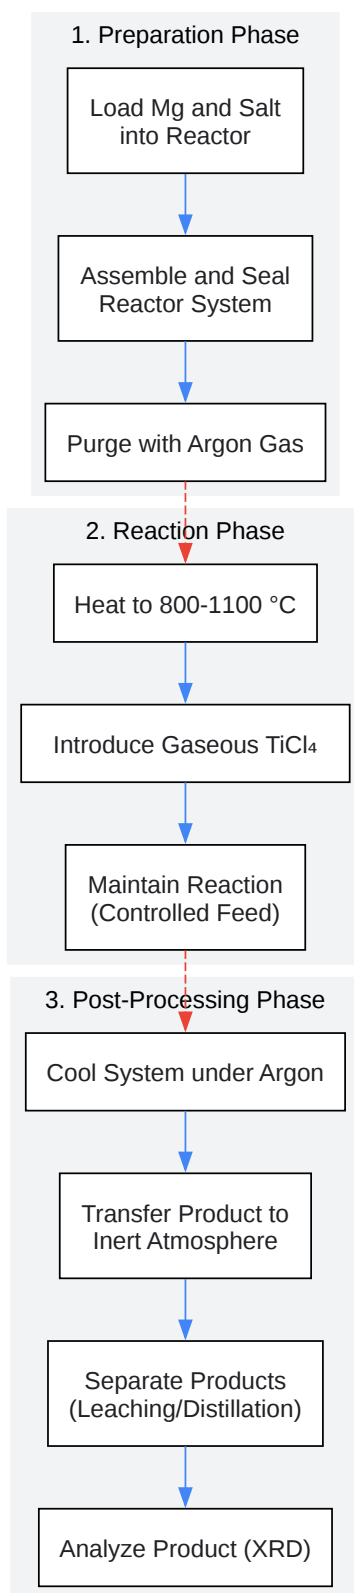 1. Preparation Phase
Load Mg and Salt
into Reactor
Assemble and Seal
Reactor System
Purge with Argon Gas
2. Reaction Phase
Heat to 800-1100 °C
Introduce Gaseous TiCl₄
Maintain Reaction
(Controlled Feed)
3. Post-Processing Phase
Cool System under Argon
Transfer Product to
Inert Atmosphere
Separate Products
(Leaching/Distillation)
Analyze Product (XRD)